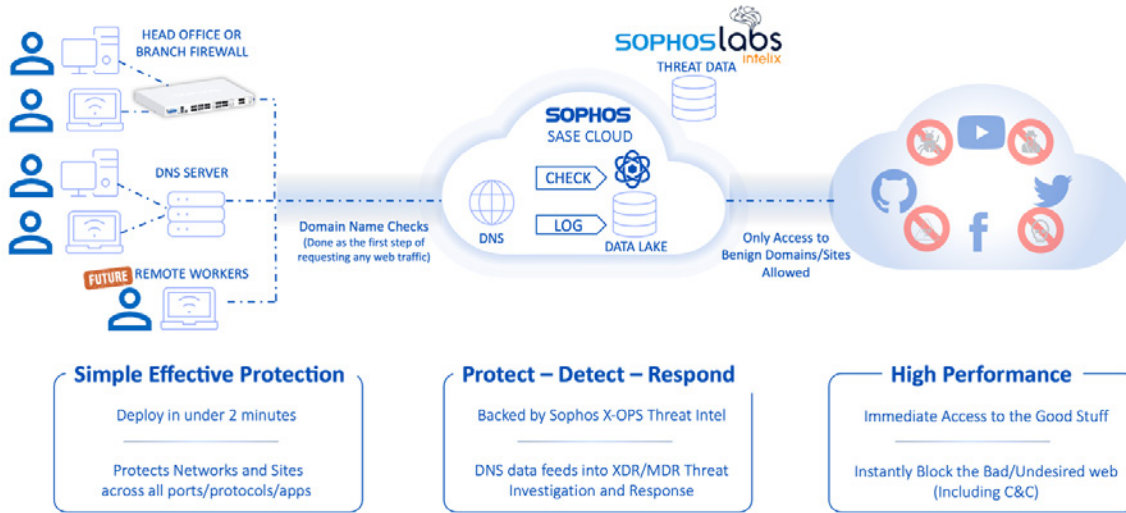 HEAD OFFICE OR
BRANCH FIREWALL
DNS SERVER
FUTURE
REMOTE WORKERS
Domain Name Checks
(Done as the first step of
requesting any web traffic)
SOPHOSlabs
intelix
THREAT DATA
SOPHOS
SASE CLOUD
CHECK
LOG
DNS
DATA LAKE
Only Access to
Benign Domains/Sites
Allowed
Simple Effective Protection
Deploy in under 2 minutes
Protects Networks and Sites
across all ports/protocols/apps
Protect – Detect – Respond
Backed by Sophos X-OPS Threat Intel
DNS data feeds into XDR/MDR Threat
Investigation and Response
High Performance
Immediate Access to the Good Stuff
Instantly Block the Bad/Undesired web
(Including C&C)